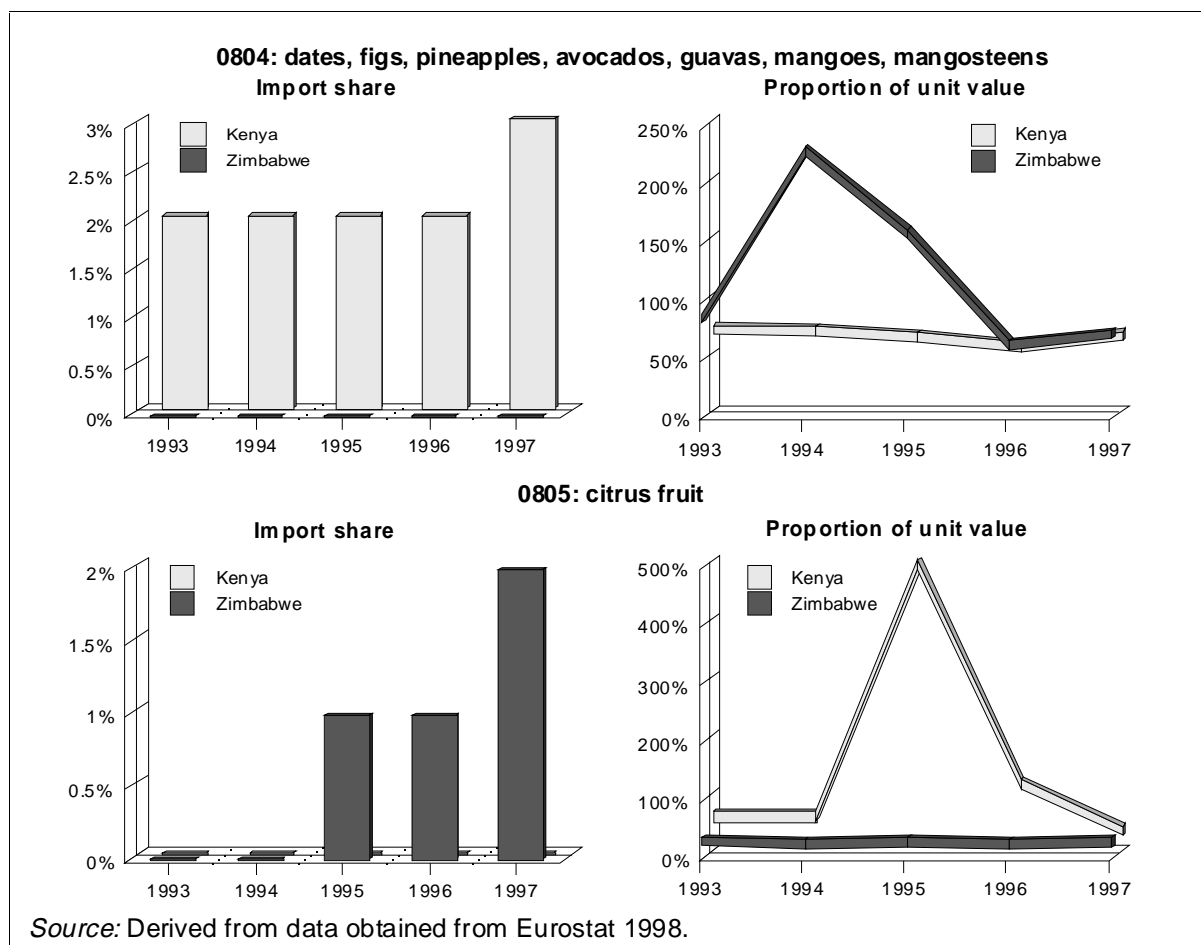 0804: dates, figs, pineapples, avocados, guavas, mangoes, mangosteens
Import share
3%
2.5%
2%
1.5%
1%
0.5%
0%
Kenya
Zimbabwe
1993 1994 1995 1996 1997
Proportion of unit value
250%
200%
150%
100%
50%
0%
Kenya
Zimbabwe
1993 1994 1995 1996 1997
0805: citrus fruit
Import share
2%
1.5%
1%
0.5%
0%
Kenya
Zimbabwe
1993 1994 1995 1996 1997
Proportion of unit value
500%
400%
300%
200%
100%
0%
Kenya
Zimbabwe
1993 1994 1995 1996 1997
Source: Derived from data obtained from Eurostat 1998.